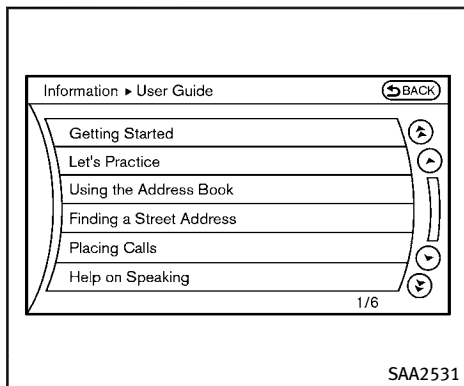 Information ▸ User Guide
BACK
Getting Started
Let's Practice
Using the Address Book
Finding a Street Address
Placing Calls
Help on Speaking
1/6
SAA2531